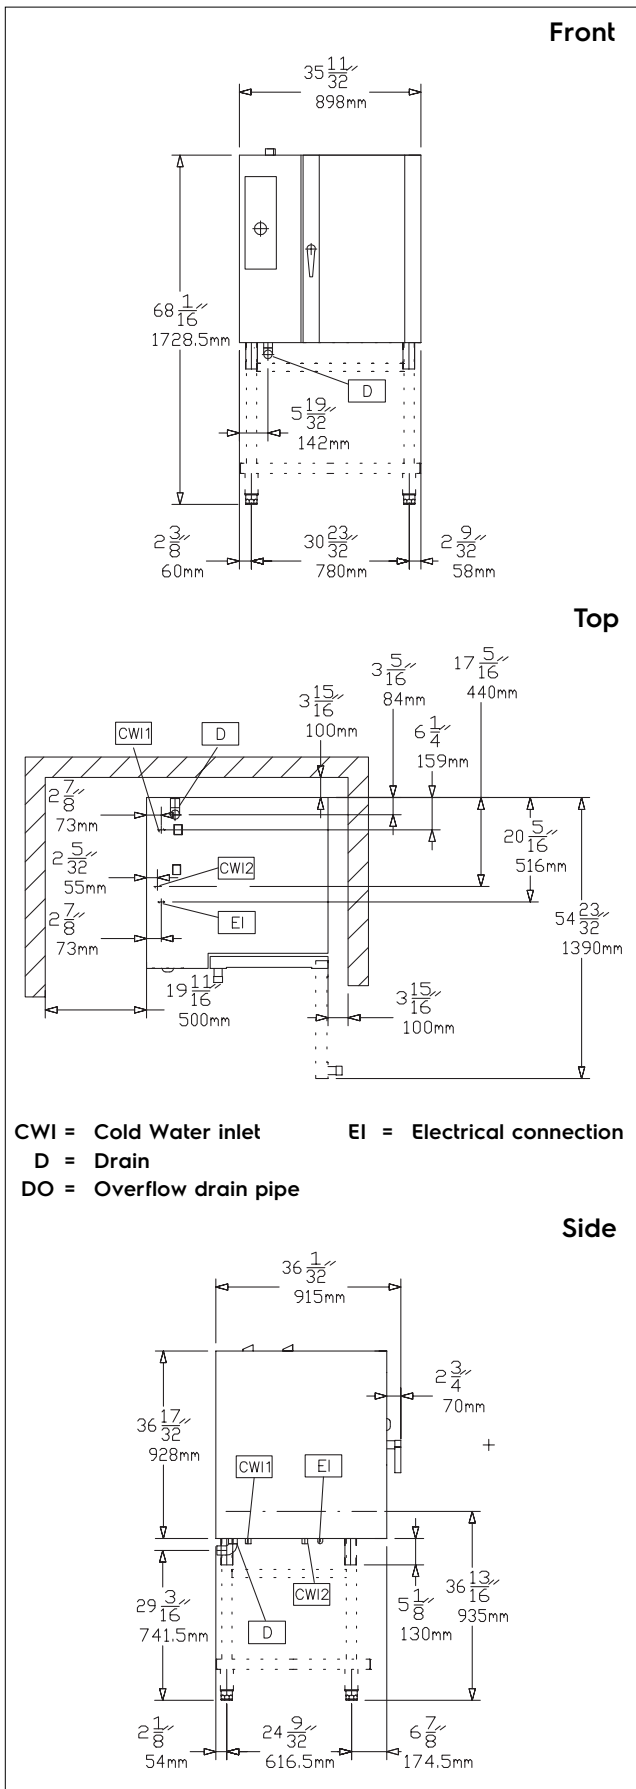 Front
35 11/32"
898mm
68 1/16"
1728.5mm
D
5 19/32"
142mm
2 3/8"
60mm
30 23/32"
780mm
2 9/32"
58mm
Top
17 5/16"
440mm
3 5/16"
84mm
3 15/16"
100mm
6 1/4"
159mm
CWI1
D
2 7/8"
73mm
2 5/32"
55mm
CWI2
20 5/16"
516mm
2 7/8"
73mm
EI
54 23/32"
1390mm
19 11/16"
500mm
3 15/16"
100mm
CWI = Cold Water inlet
EI = Electrical connection
D = Drain
DO = Overflow drain pipe
Side
36 1/32"
915mm
2 3/4"
70mm
36 17/32"
928mm
CWI1
EI
CWI2
D
29 3/16"
741.5mm
5 1/8"
130mm
36 13/16"
935mm
2 1/8"
54mm
24 9/32"
616.5mm
6 7/8"
174.5mm